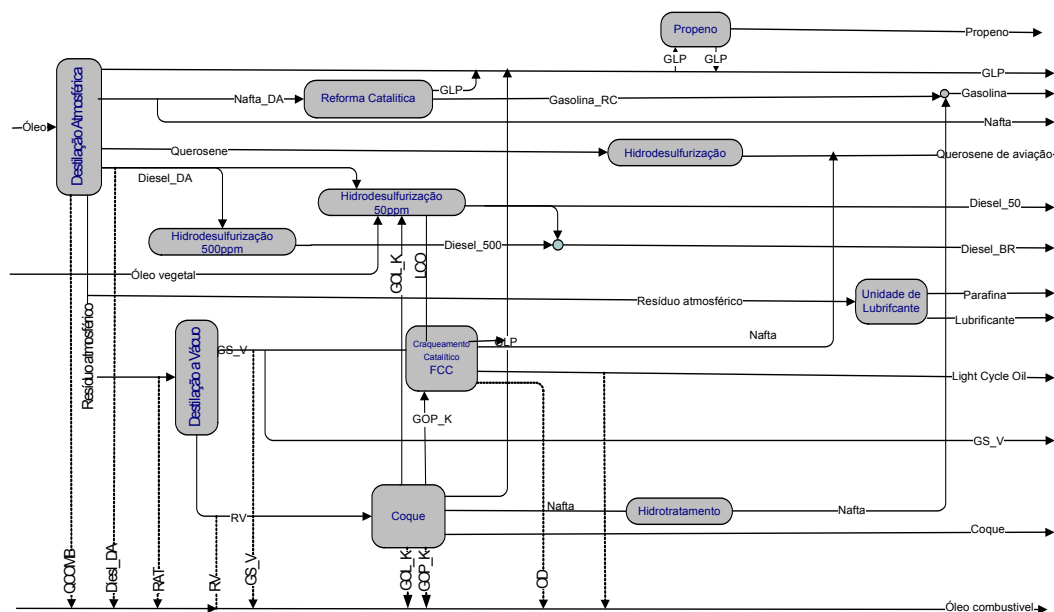 Propeno
Propeno
GLP
GLP
GLP
Destilação Atmosférica
Nafta_DA
Reforma Catalitica
GLP
Gasolina_RC
Gasolina
Óleo
Nafta
Querosene
Hidrodesulfurização
Querosene de aviação
Diesel_DA
Hidrodesulfurização
50ppm
Diesel_50
Hidrodesulfurização
500ppm
Diesel_500
Diesel_BR
GOL_K
LCO
Óleo vegetal
Resíduo atmosférico
Unidade de
Lubrifcante
Parafina
Lubrificante
Resíduo atmosférico
Destilação a Vácuo
GS_V
Craqueamento
Catalítico
FCC
GLP
Nafta
Light Cycle Oil
GOP_K
GS_V
RV
Coque
Nafta
Hidrotratamento
Nafta
Coque
QCOMB
Diesl_DA
RAT
RV
GS_V
GOL_K
GOP_K
OD
Óleo combustivel